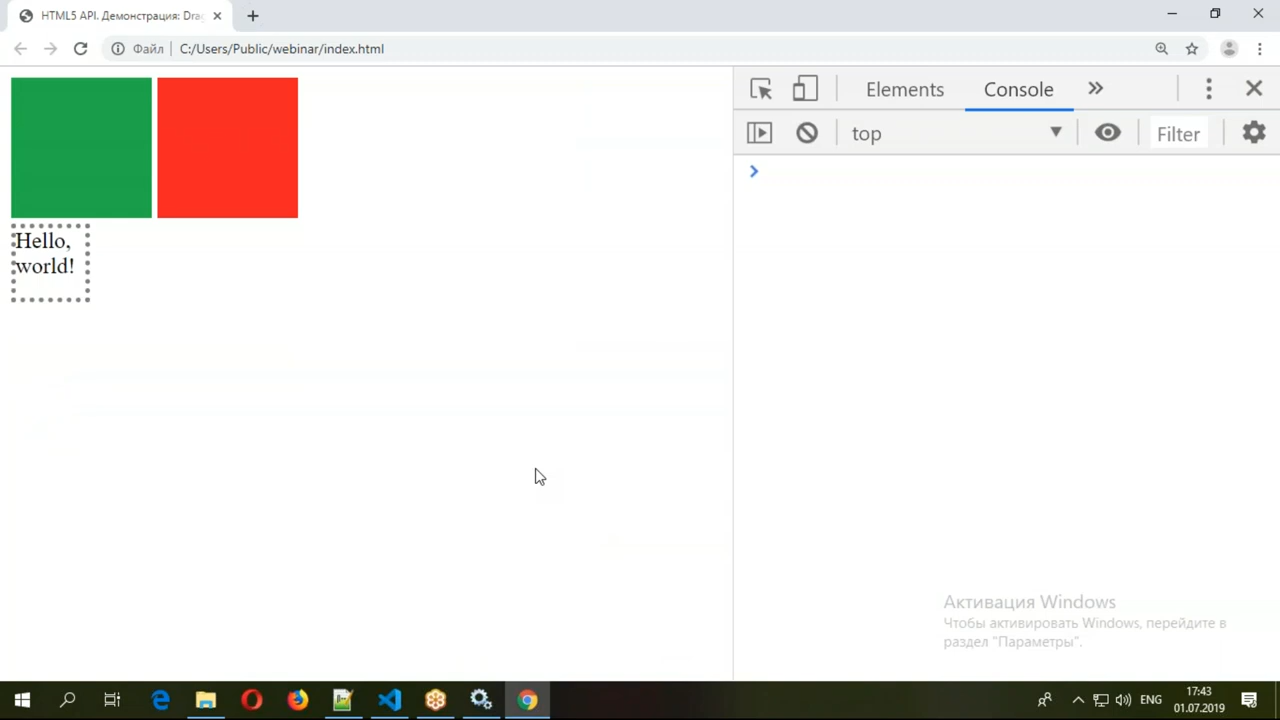 HTML5 API. Демонстрация: Drag
Файл C:/Users/Public/webinar/index.html
Elements Console
top Filter
Hello,
world!
Активация Windows
Чтобы активировать Windows, перейдите в
раздел "Параметры".
ENG 17:43
01.07.2019